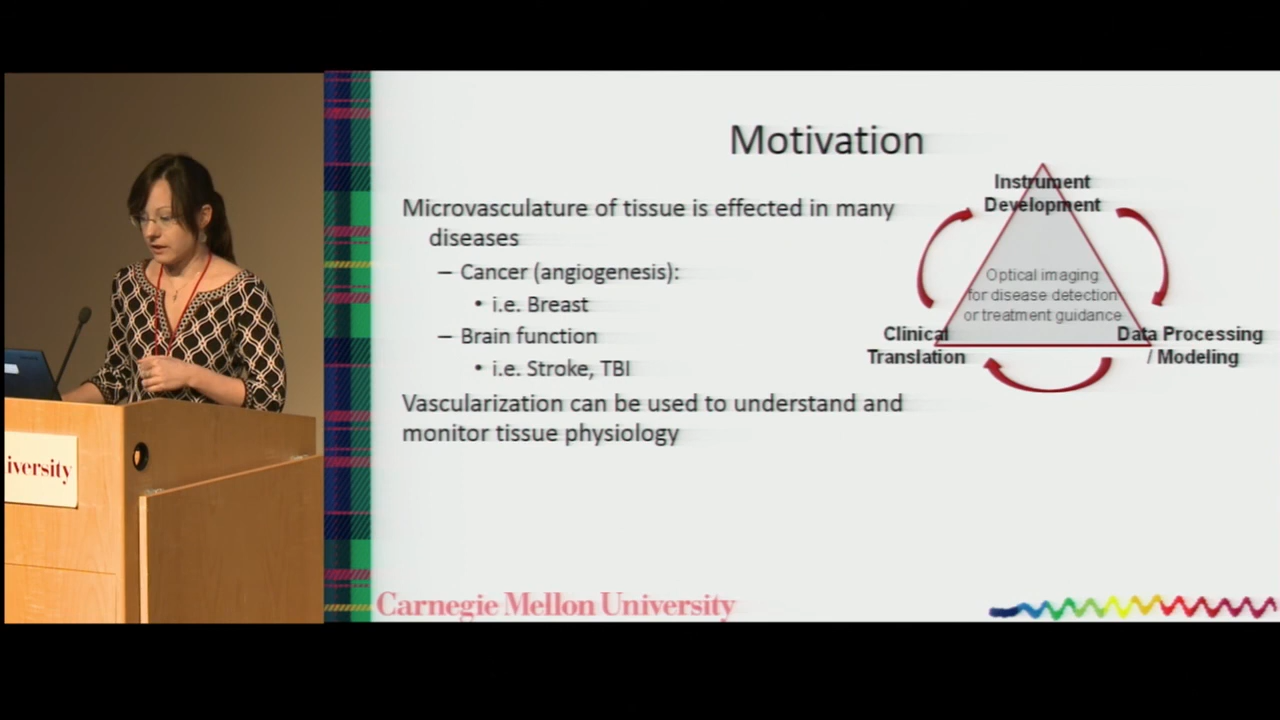 Motivation
Microvasculature of tissue is effected in many
diseases
– Cancer (angiogenesis):
• i.e. Breast
– Brain function
• i.e. Stroke, TBI
Vascularization can be used to understand and
monitor tissue physiology
Instrument
Development
Optical imaging
for disease detection
or treatment guidance
Clinical
Translation
Data Processing
/ Modeling
iversity
Carnegie Mellon University